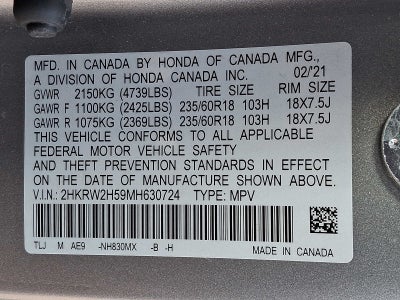 MFD. IN CANADA BY HONDA OF CANADA MFG.,
A DIVISION OF HONDA CANADA INC. 02/'21
GVWR 2150KG (4739LBS) TIRE SIZE RIM SIZE
GAWR F 1100KG (2425LBS) 235/60R18 103H 18X7.5J
GAWR R 1075KG (2369LBS) 235/60R18 103H 18X7.5J
THIS VEHICLE CONFORMS TO ALL APPLICABLE
FEDERAL MOTOR VEHICLE SAFETY
AND THEFT PREVENTION STANDARDS IN EFFECT
ON THE DATE OF MANUFACTURE SHOWN ABOVE.
V.I.N.: 2HKRW2H59MH630724 TYPE: MPV
TLJ M AE9 -NH830MX -B -H MADE IN CANADA